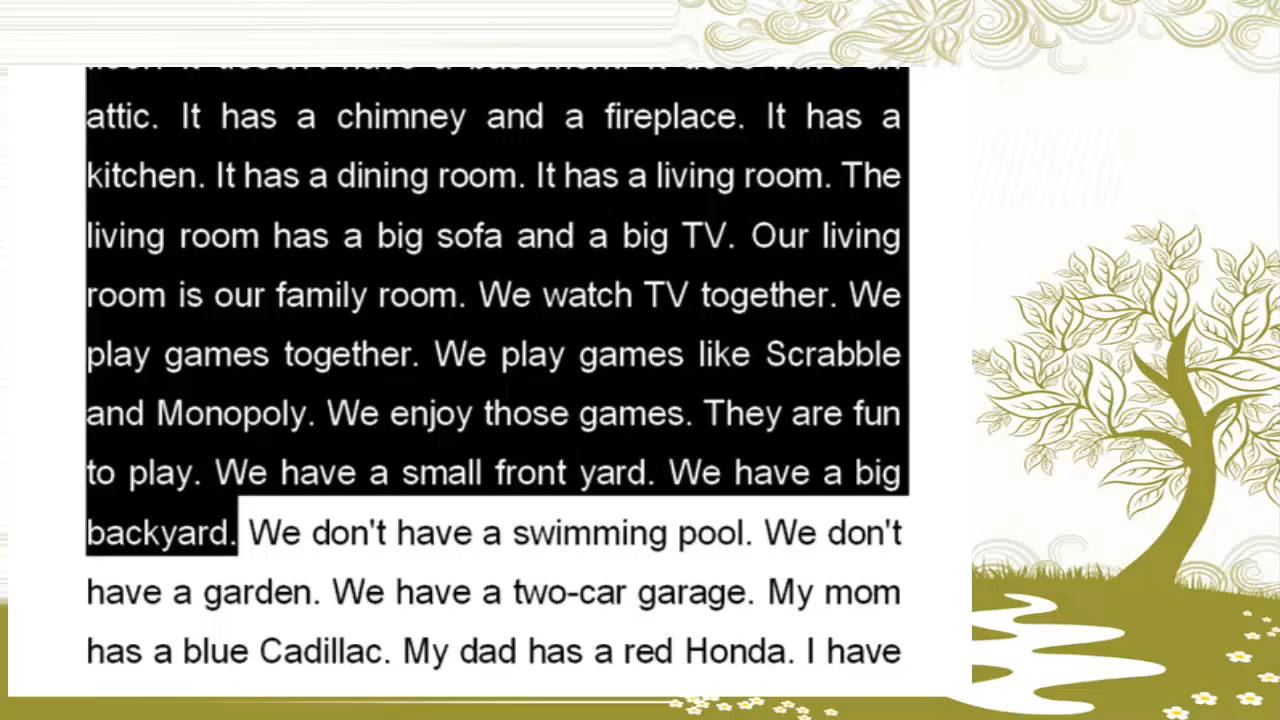 attic. It has a chimney and a fireplace. It has a
kitchen. It has a dining room. It has a living room. The
living room has a big sofa and a big TV. Our living
room is our family room. We watch TV together. We
play games together. We play games like Scrabble
and Monopoly. We enjoy those games. They are fun
to play. We have a small front yard. We have a big
backyard. We don't have a swimming pool. We don't
have a garden. We have a two-car garage. My mom
has a blue Cadillac. My dad has a red Honda. I have